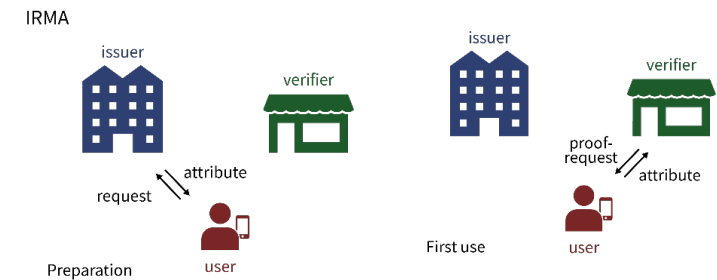 IRMA
issuer
verifier
attribute
request
user
Preparation
issuer
verifier
proof-
request
attribute
user
First use